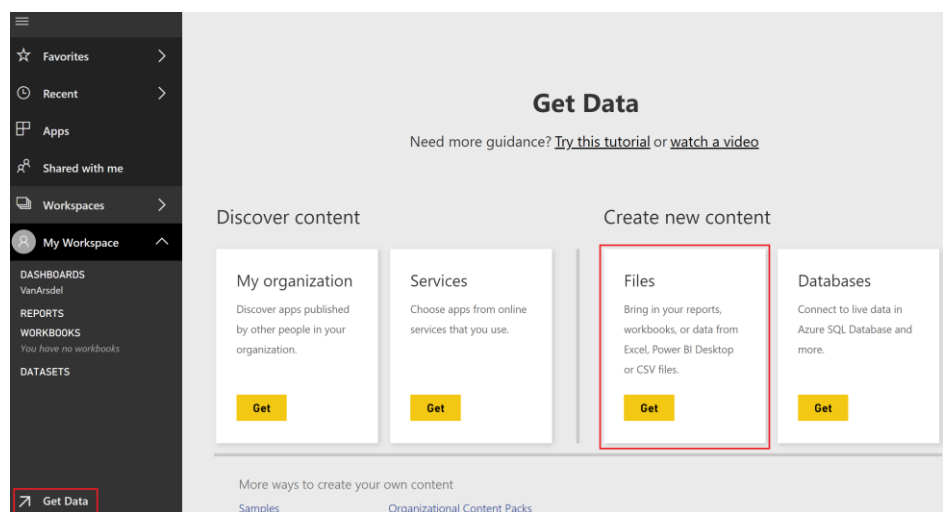 Favorites
Recent
Apps
Shared with me
Workspaces
My Workspace
DASHBOARDS
VanArsdel
REPORTS
WORKBOOKS
You have no workbooks
DATASETS
Get Data
Get Data
Need more guidance? Try this tutorial or watch a video
Discover content
My organization
Discover apps published
by other people in your
organization.
Get
Services
Choose apps from online
services that you use.
Get
Create new content
Files
Bring in your reports,
workbooks, or data from
Excel, Power BI Desktop
or CSV files.
Get
Databases
Connect to live data in
Azure SQL Database and
more.
Get
More ways to create your own content
Samples
Organizational Content Packs